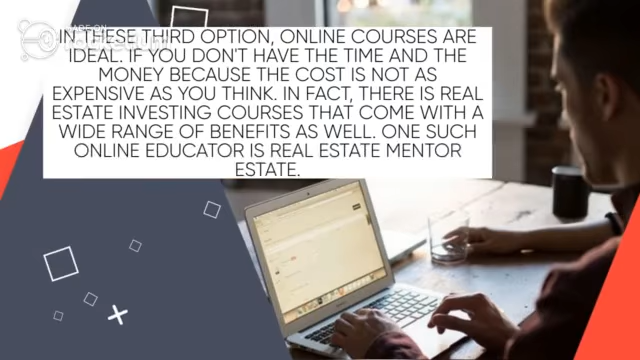 MADE ON
IN THESE THIRD OPTION, ONLINE COURSES ARE
IDEAL. IF YOU DON'T HAVE THE TIME AND THE
MONEY BECAUSE THE COST IS NOT AS
EXPENSIVE AS YOU THINK. IN FACT, THERE IS REAL
ESTATE INVESTING COURSES THAT COME WITH A
WIDE RANGE OF BENEFITS AS WELL. ONE SUCH
ONLINE EDUCATOR IS REAL ESTATE MENTOR
ESTATE.